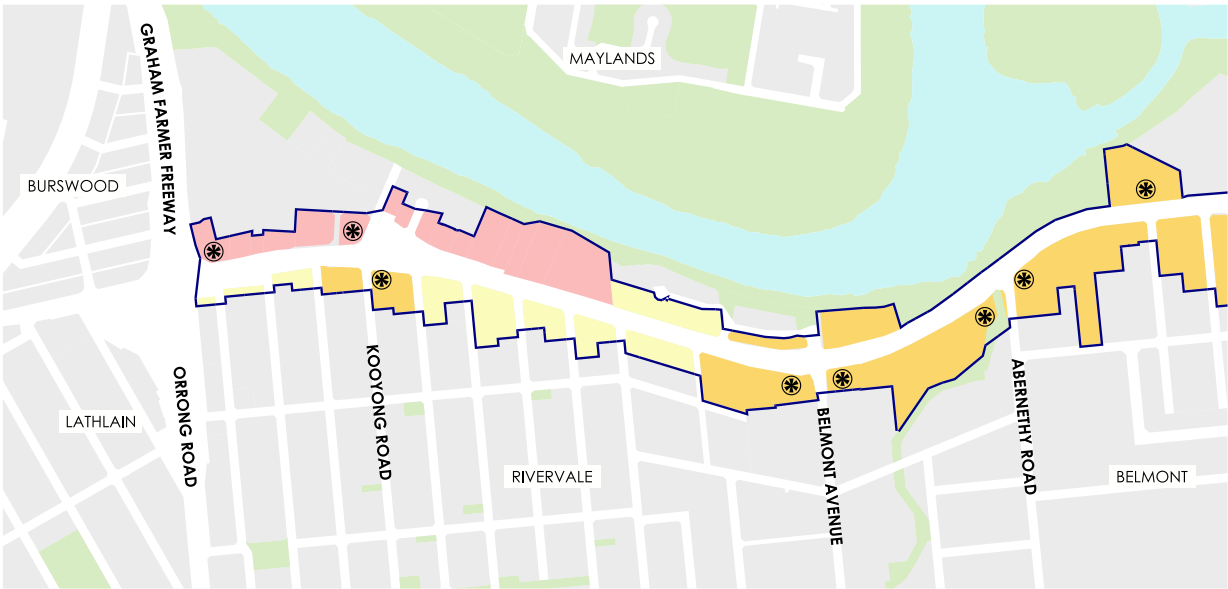 MAYLANDS
GRAHAM FARMER FREEWAY
BURSWOOD
KOOYONG ROAD
ORRONG ROAD
ABERNETHY ROAD
LATHLAIN
BELMONT AVENUE
RIVERVALE
BELMONT